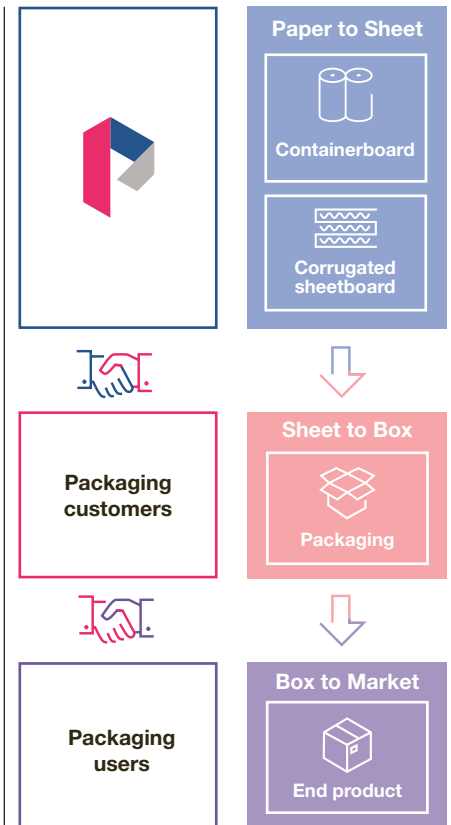 Paper to Sheet
Containerboard
Corrugated
sheetboard
Packaging
customers
Sheet to Box
Packaging
Packaging
users
Box to Market
End product